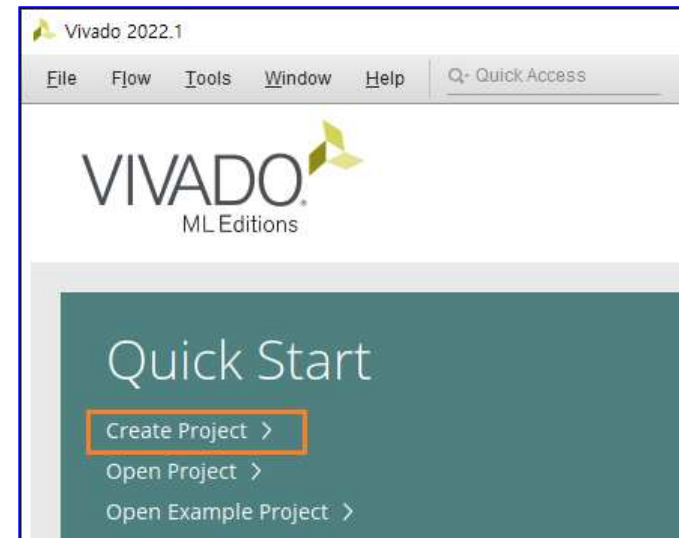 Vivado 2022.1
File Flow Tools Window Help Q- Quick Access
VIVADO.
ML Editions
Quick Start
Create Project >
Open Project >
Open Example Project >